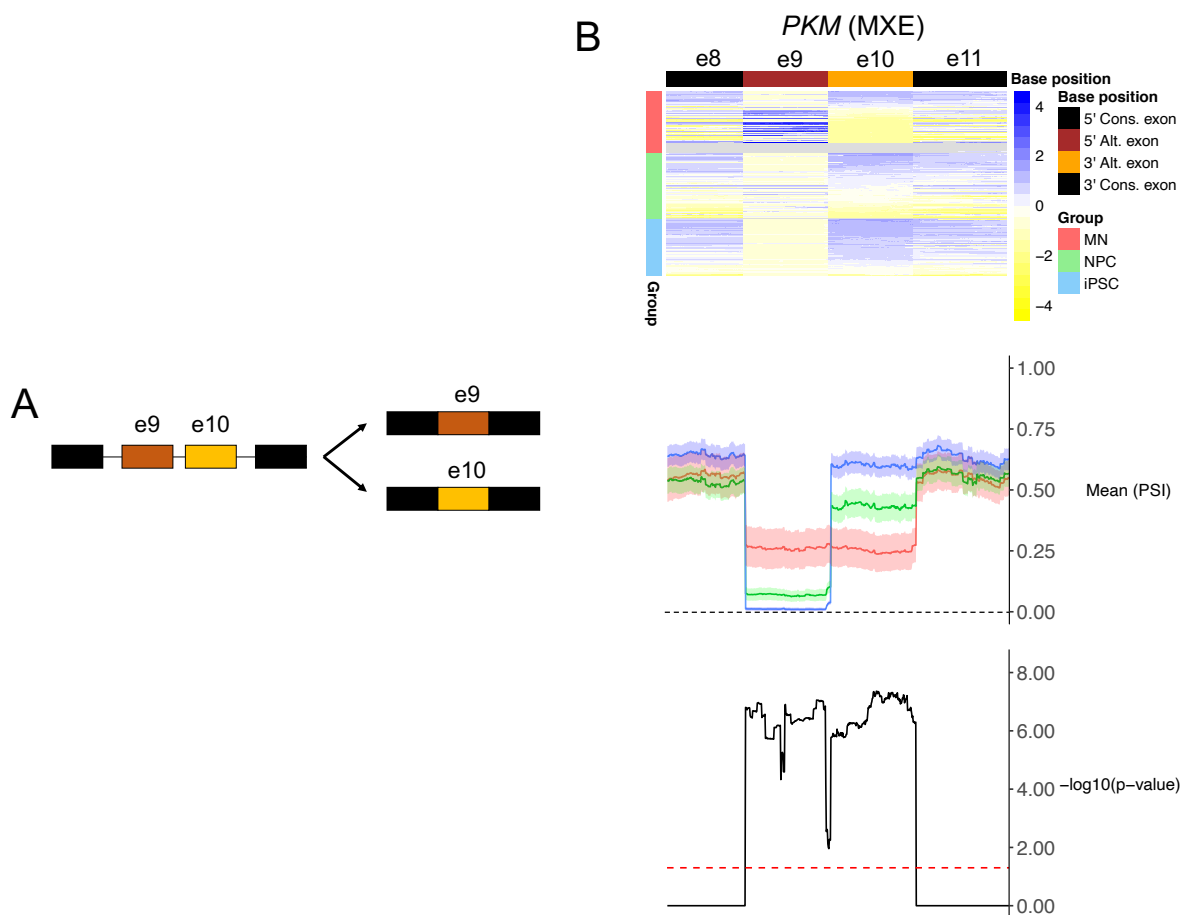 A
e9
e10
e9
e10
B
PKM (MXE)
e8 e9 e10 e11
Base position
4
2
0
−2
−4
Base position
5' Cons. exon
5' Alt. exon
3' Alt. exon
3' Cons. exon
Group
MN
NPC
iPSC
Group
1.00
0.75
0.50
0.25
0.00
Mean (PSI)
8.00
6.00
4.00
2.00
0.00
−log10(p−value)